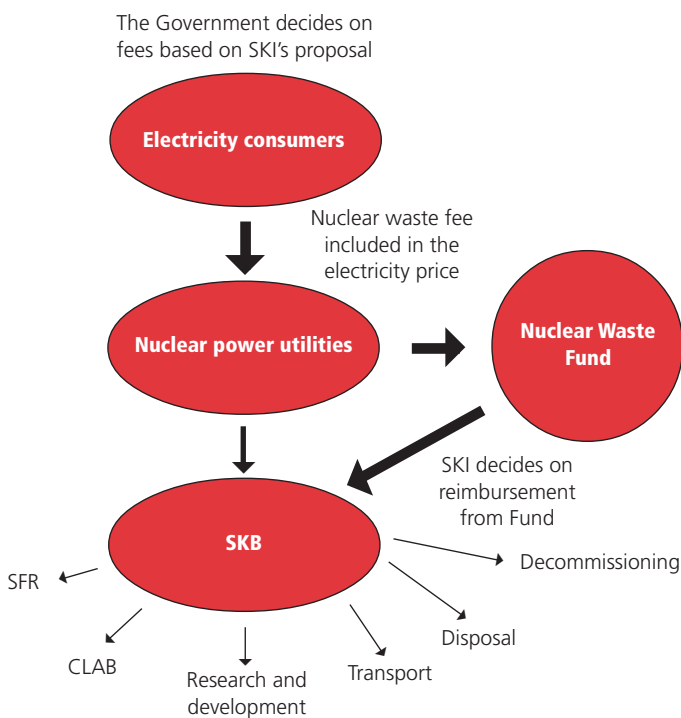 The Government decides on
fees based on SKI's proposal
Electricity consumers
Nuclear waste fee
included in the
electricity price
Nuclear power utilities
Nuclear Waste
Fund
SKI decides on
reimbursement
from Fund
SKB
Decommissioning
SFR
Disposal
CLAB
Transport
Research and
development